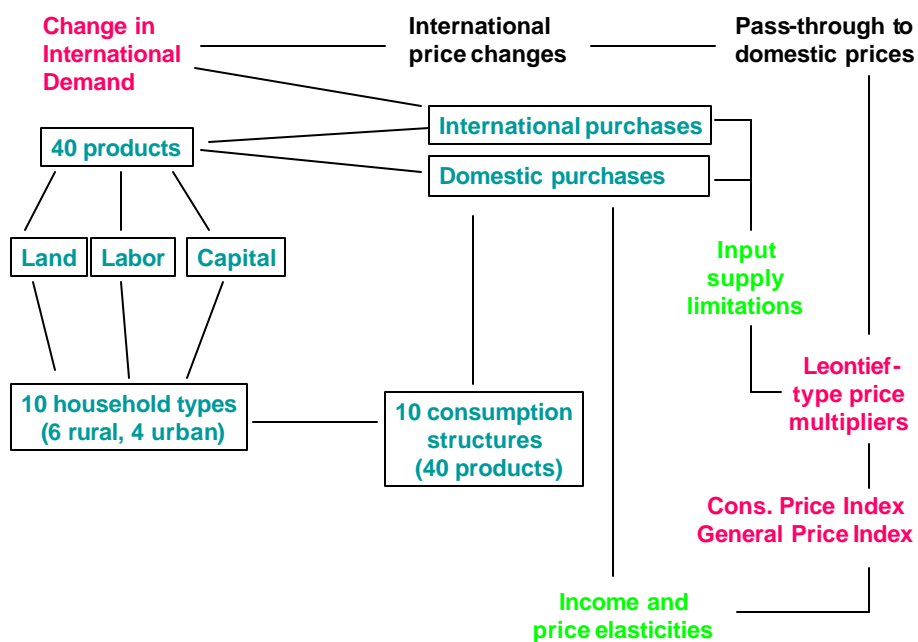 Change in
International
Demand
International
price changes
Pass-through to
domestic prices
International purchases
40 products
Domestic purchases
Land
Labor
Capital
Input
supply
limitations
10 household types
(6 rural, 4 urban)
10 consumption
structures
(40 products)
Leontief-
type price
multipliers
Cons. Price Index
General Price Index
Income and
price elasticities